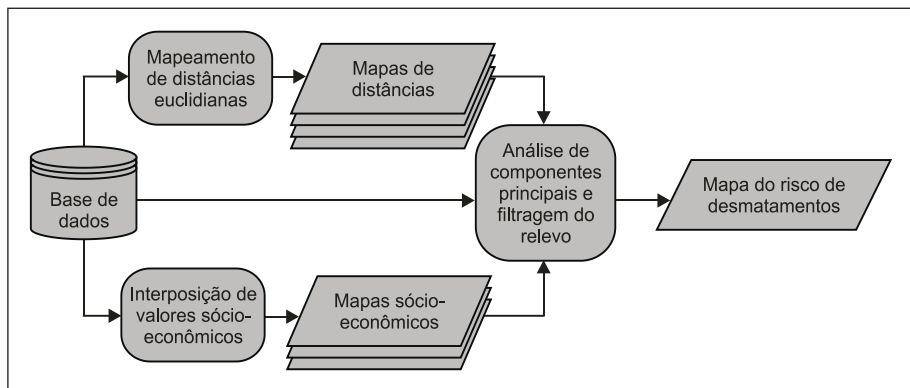 Mapeamento
de distâncias
euclidianas
Mapas de
distâncias
Base de
dados
Análise de
componentes
principais e
filtragem do
relevo
Mapa do risco de
desmatamentos
Interposição de
valores sócio-
econômicos
Mapas sócio-
econômicos